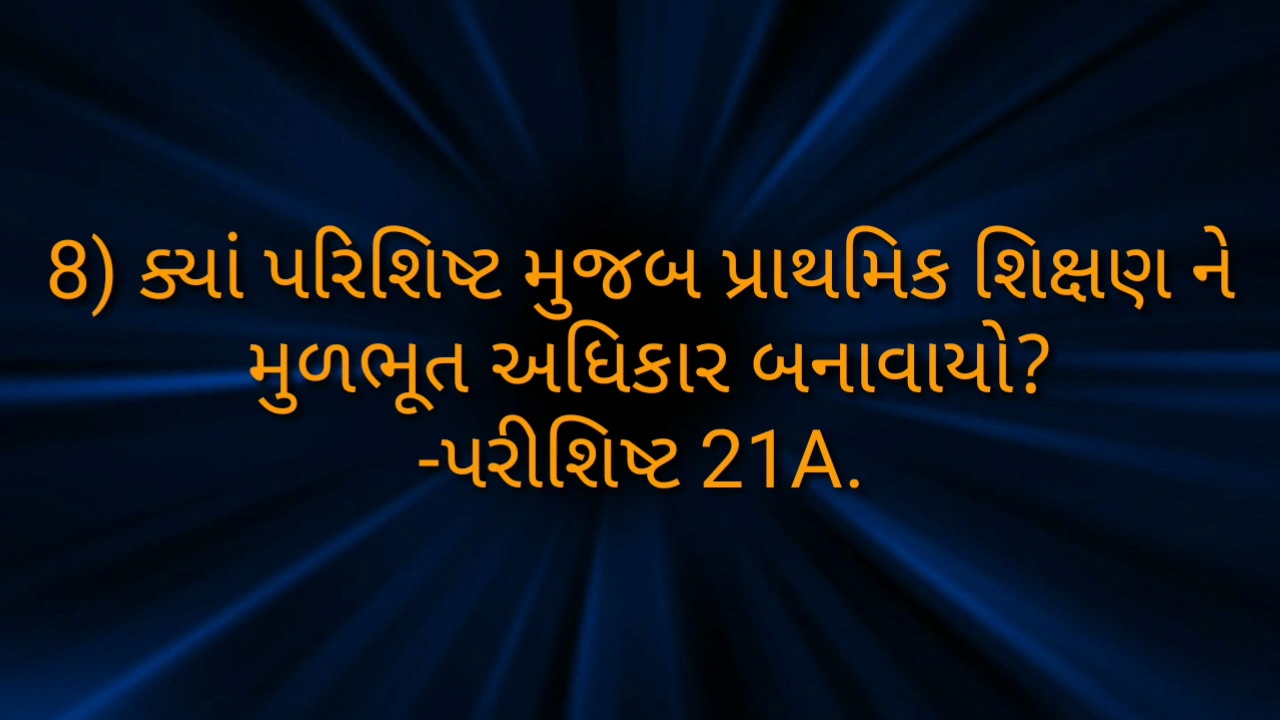 8) ક્યાં પરિશિષ્ટ મુજબ પ્રાથમિક શિક્ષણ ને
મુળભૂત અધિકાર બનાવાયો?
-પરીશિષ્ટ 21A.